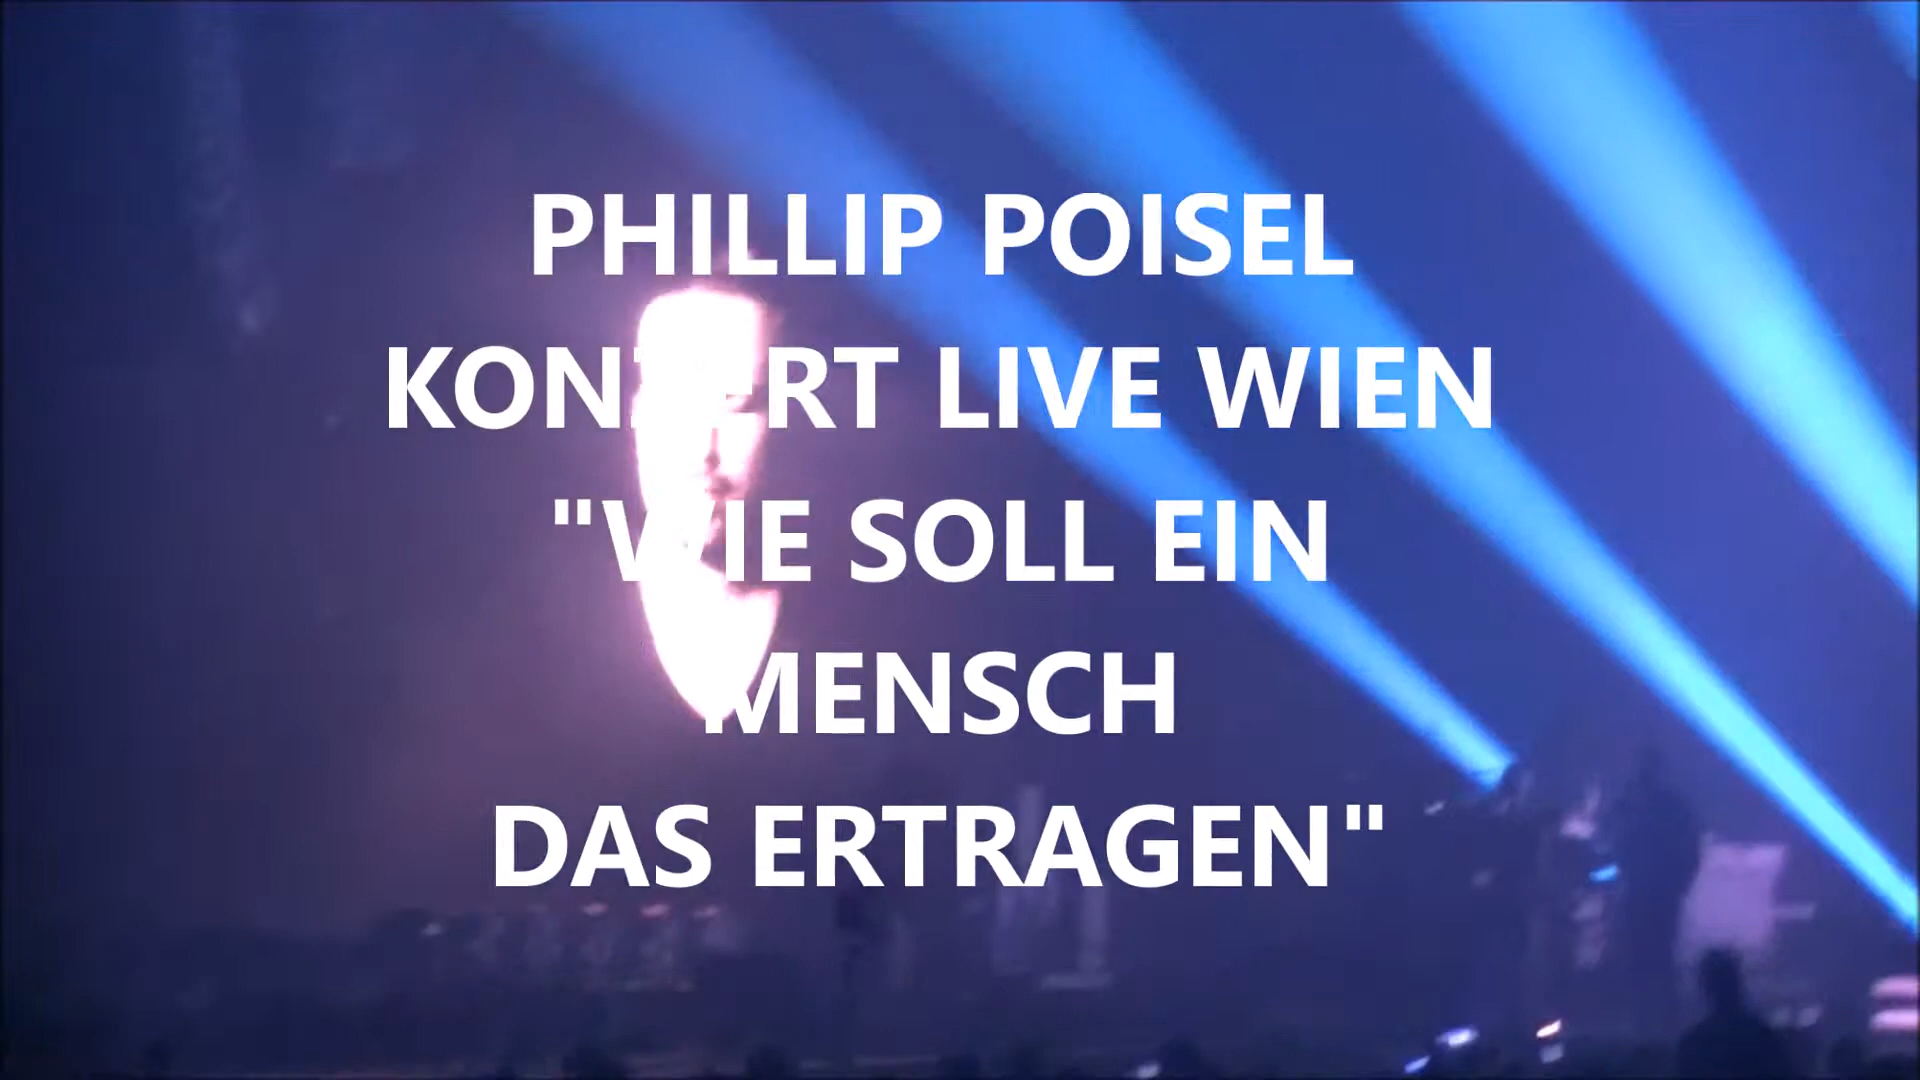 PHILLIP POISEL
KONZERT LIVE WIEN
"WIE SOLL EIN
MENSCH
DAS ERTRAGEN"